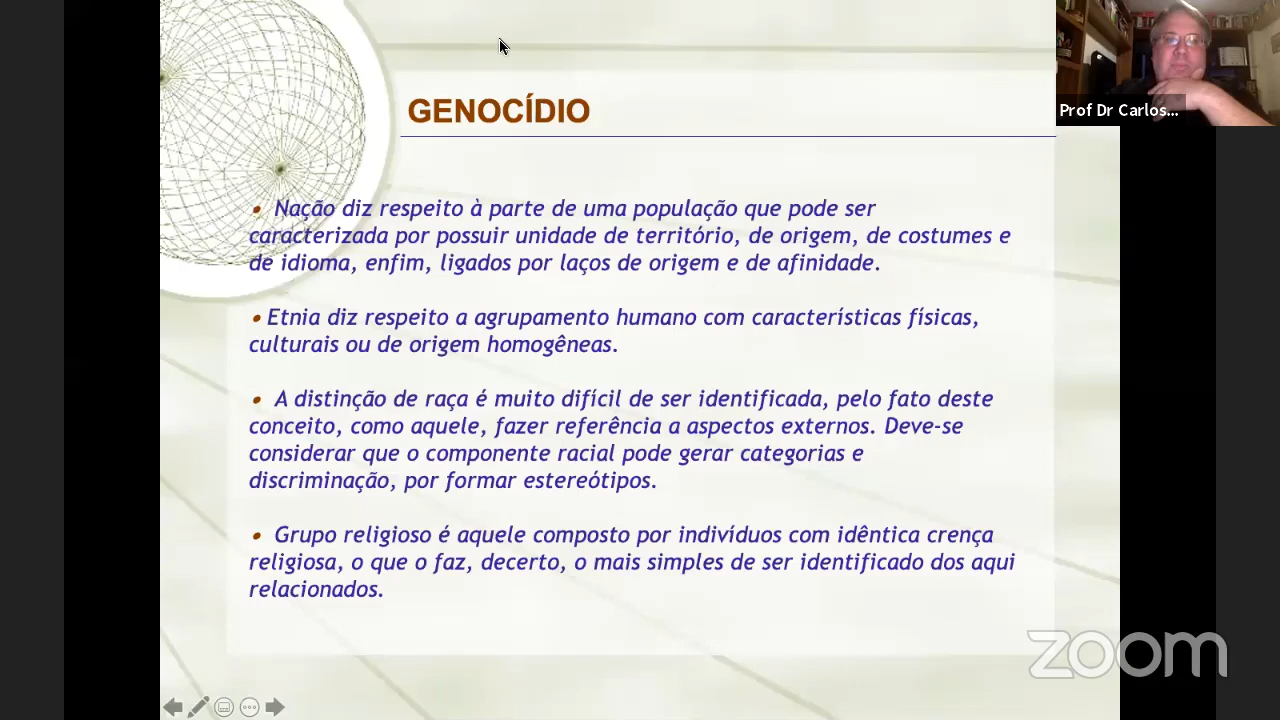 GENOCÍDIO
Prof Dr Carlos...
• Nação diz respeito à parte de uma população que pode ser
caracterizada por possuir unidade de território, de origem, de costumes e
de idioma, enfim, ligados por laços de origem e de afinidade.
• Etnia diz respeito a agrupamento humano com características físicas,
culturais ou de origem homogêneas.
• A distinção de raça é muito difícil de ser identificada, pelo fato deste
conceito, como aquele, fazer referência a aspectos externos. Deve-se
considerar que o componente racial pode gerar categorias e
discriminação, por formar estereótipos.
• Grupo religioso é aquele composto por indivíduos com idêntica crença
religiosa, o que o faz, decerto, o mais simples de ser identificado dos aqui
relacionados.
zoom